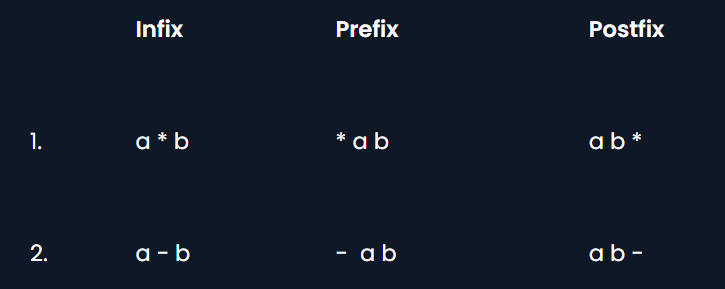 Infix Prefix Postfix
1. a * b * a b a b *
2. a - b - a b a b -